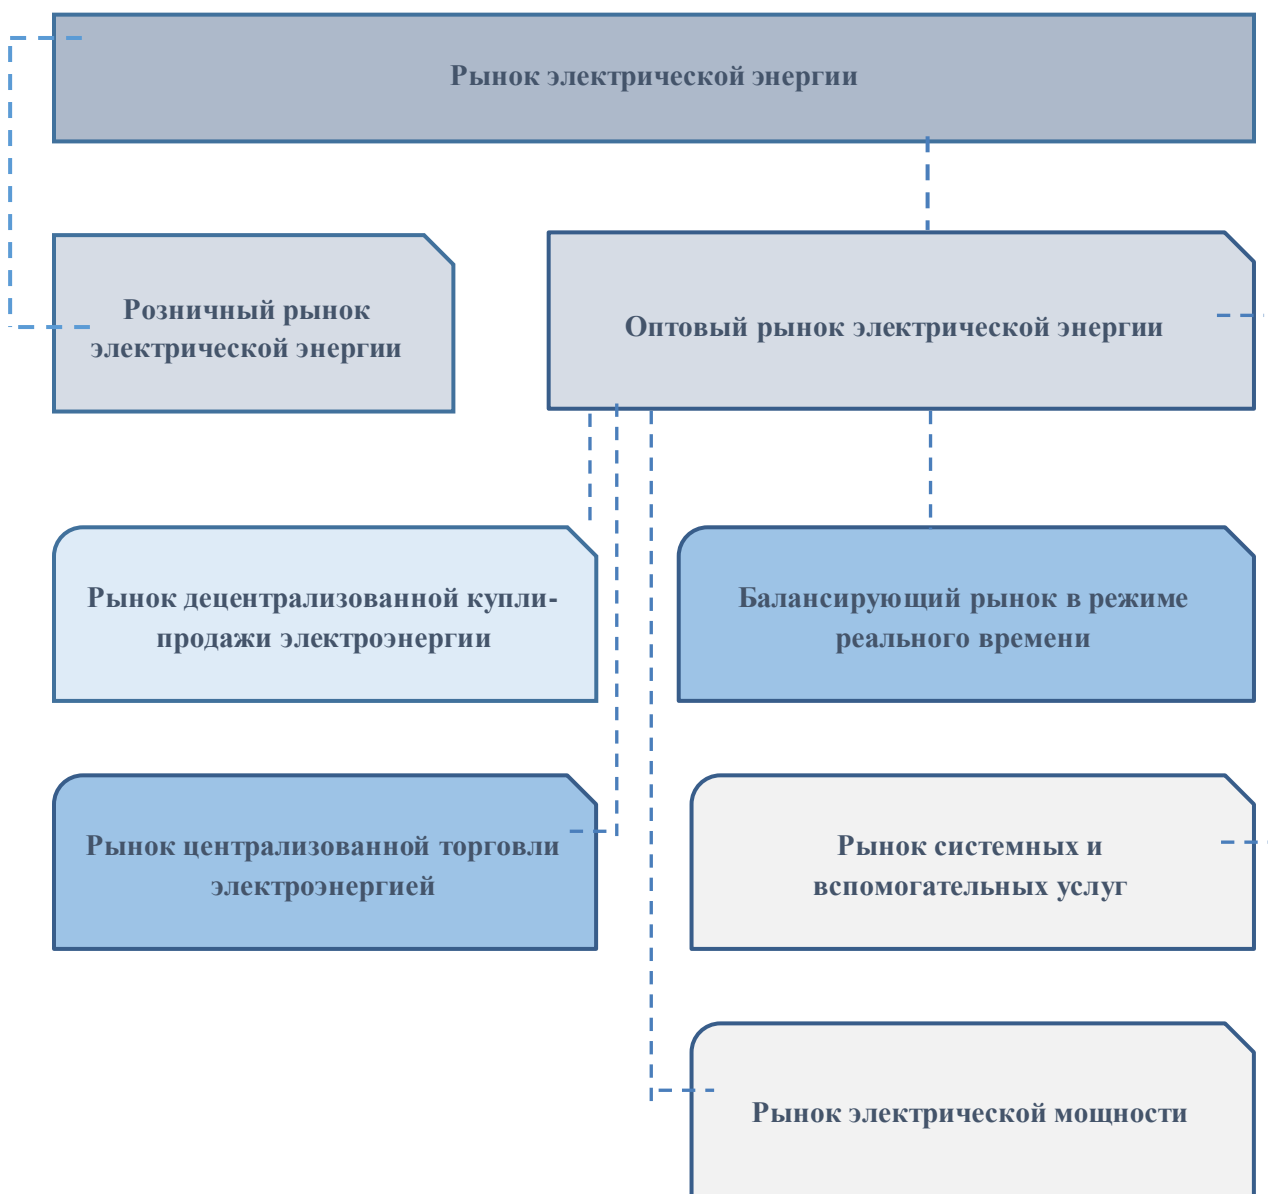 Рынок электрической энергии
Розничный рынок
электрической энергии
Оптовый рынок электрической энергии
Рынок децентрализованной купли-
продажи электроэнергии
Балансирующий рынок в режиме
реального времени
Рынок централизованной торговли
электроэнергией
Рынок системных и
вспомогательных услуг
Рынок электрической мощности